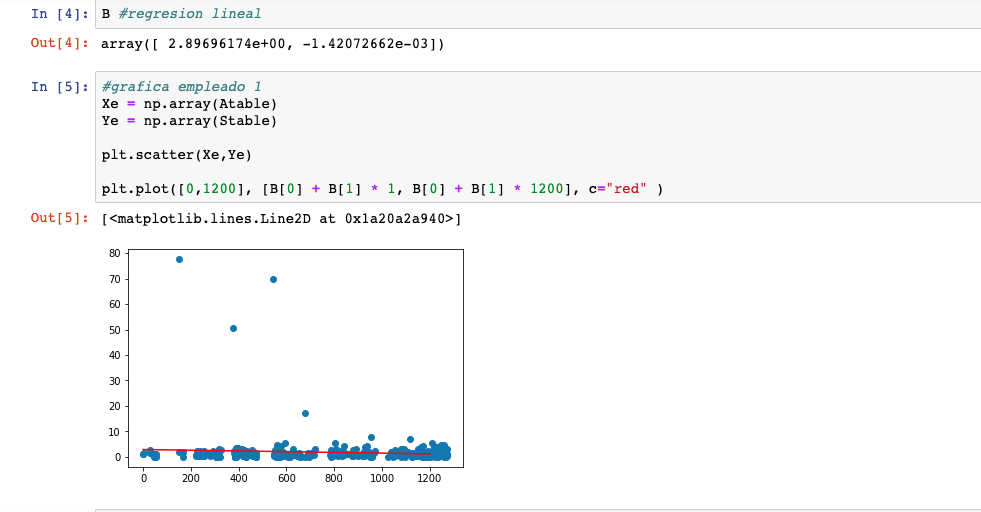 In [4]: B #regresion lineal
Out[4]: array([ 2.89696174e+00, -1.42072662e-03])
In [5]: #grafica empleado 1
Xe = np.array(Atable)
Ye = np.array(Stable)
plt.scatter(Xe,Ye)
plt.plot([0,1200], [B[0] + B[1] * 1, B[0] + B[1] * 1200], c="red" )
Out[5]: [<matplotlib.lines.Line2D at 0x1a20a2a940>]
80
70
60
50
40
30
20
10
0
0 200 400 600 800 1000 1200